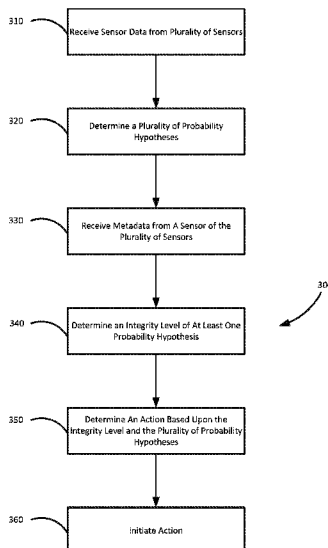 310
Receive Sensor Data from Plurality of Sensors
320
Determine a Plurality of Probability
Hypotheses
330
Receive Metadata from A Sensor of the
Plurality of Sensors
30
340
Determine an Integrity Level of At Least One
Probability Hypothesis
350
Determine An Action Based Upon the
Integrity Level and the Plurality of Probability
Hypotheses
360
Initiate Action